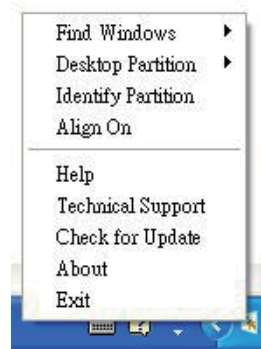 Find Windows
Desktop Partition
Identify Partition
Align On
Help
Technical Support
Check for Update
About
Exit